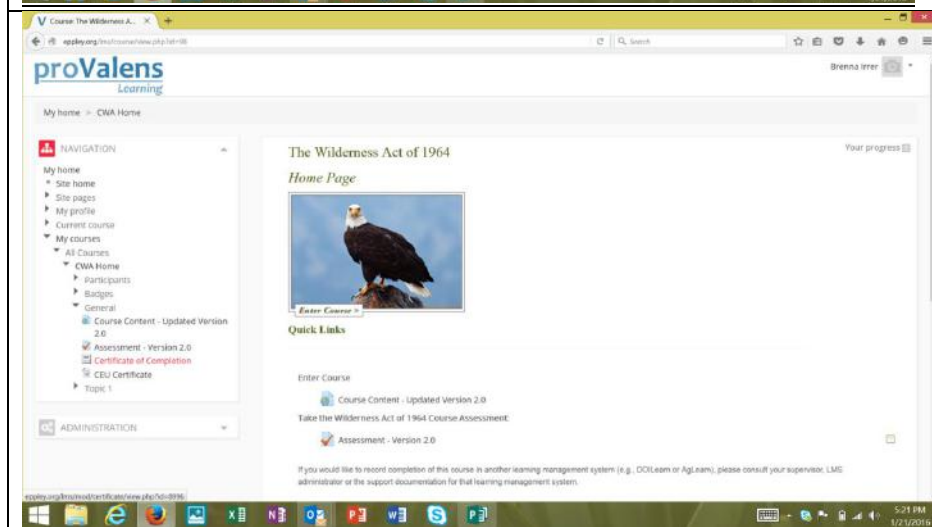 Course: The Wilderness A...
Search
proValens
Learning
Brenna Irrer
My home > CWA Home
NAVIGATION
My home
Site home
Site pages
My profile
Current course
My courses
All Courses
CWA Home
Participants
Badges
General
Course Content - Updated Version
2.0
Assessment - Version 2.0
Certificate of Completion
CEU Certificate
Topic 1
ADMINISTRATION
The Wilderness Act of 1964
Your progress
Home Page
Enter Course >
Quick Links
Enter Course
Course Content - Updated Version 2.0
Take the Wilderness Act of 1964 Course Assessment:
Assessment - Version 2.0
If you would like to record completion of this course in another learning management system (e.g., DOILearn or AgLearn), please consult your supervisor, LMS
administrator or the support documentation for that learning management system.
5:21 PM
1/21/2016